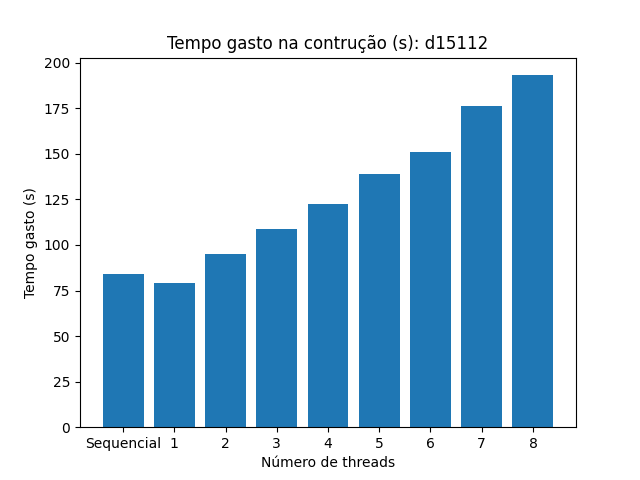 Tempo gasto na contrução (s): d15112
200
175
150
125
100
75
50
25
0
Tempo gasto (s)
Sequencial 1 2 3 4 5 6 7 8
Número de threads